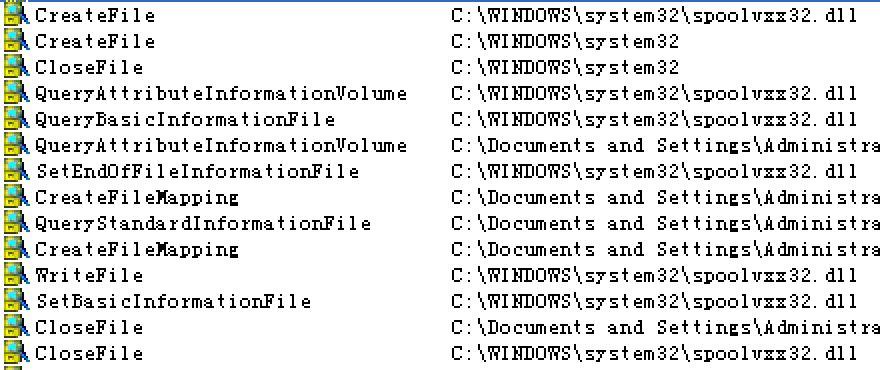 CreateFile C:\WINDOWS\system32\spoolvxx32.dll
CreateFile C:\WINDOWS\system32
CloseFile C:\WINDOWS\system32
QueryAttributeInformationVolume C:\WINDOWS\system32\spoolvxx32.dll
QueryBasicInformationFile C:\WINDOWS\system32\spoolvxx32.dll
QueryAttributeInformationVolume C:\Documents and Settings\Administra
SetEndOfFileInformationFile C:\WINDOWS\system32\spoolvxx32.dll
CreateFileMapping C:\Documents and Settings\Administra
QueryStandardInformationFile C:\Documents and Settings\Administra
CreateFileMapping C:\Documents and Settings\Administra
WriteFile C:\WINDOWS\system32\spoolvxx32.dll
SetBasicInformationFile C:\WINDOWS\system32\spoolvxx32.dll
CloseFile C:\Documents and Settings\Administra
CloseFile C:\WINDOWS\system32\spoolvxx32.dll